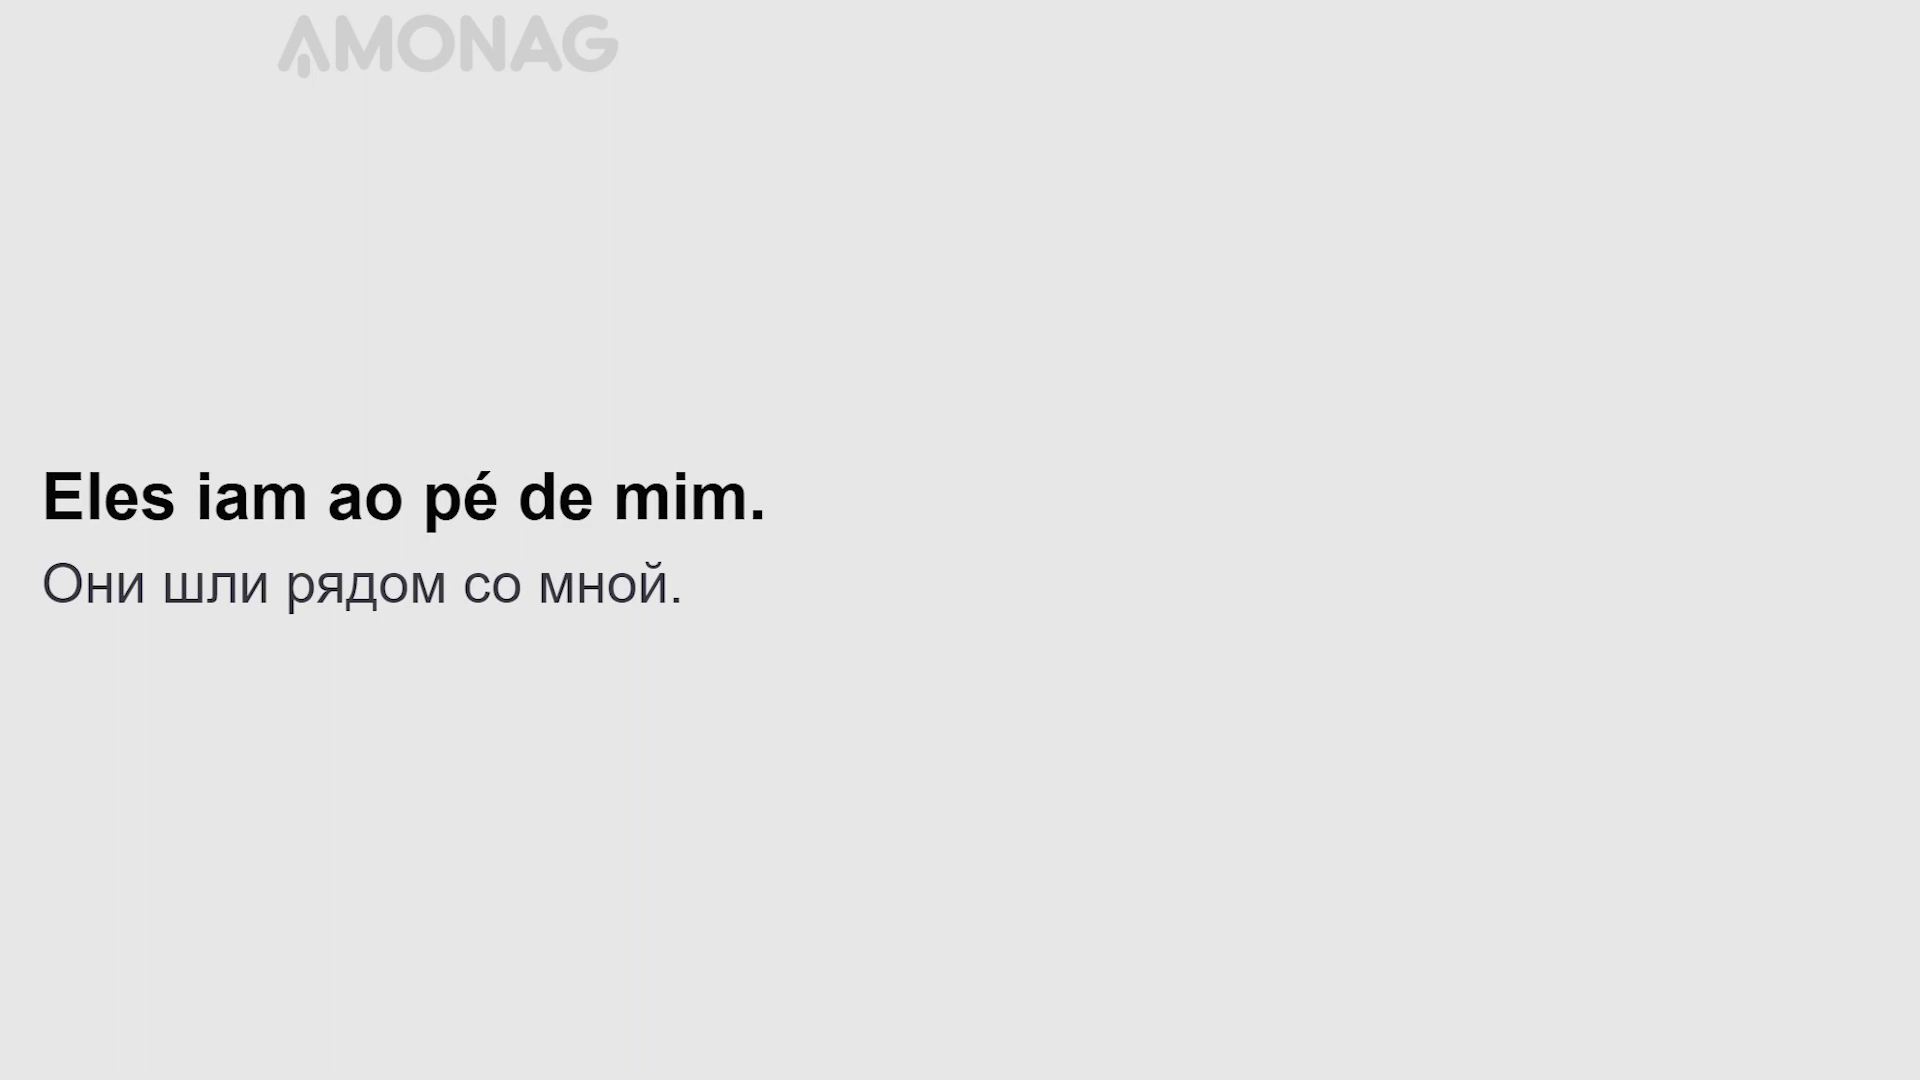 AMONAG
Eles iam ao pé de mim.
Они шли рядом со мной.